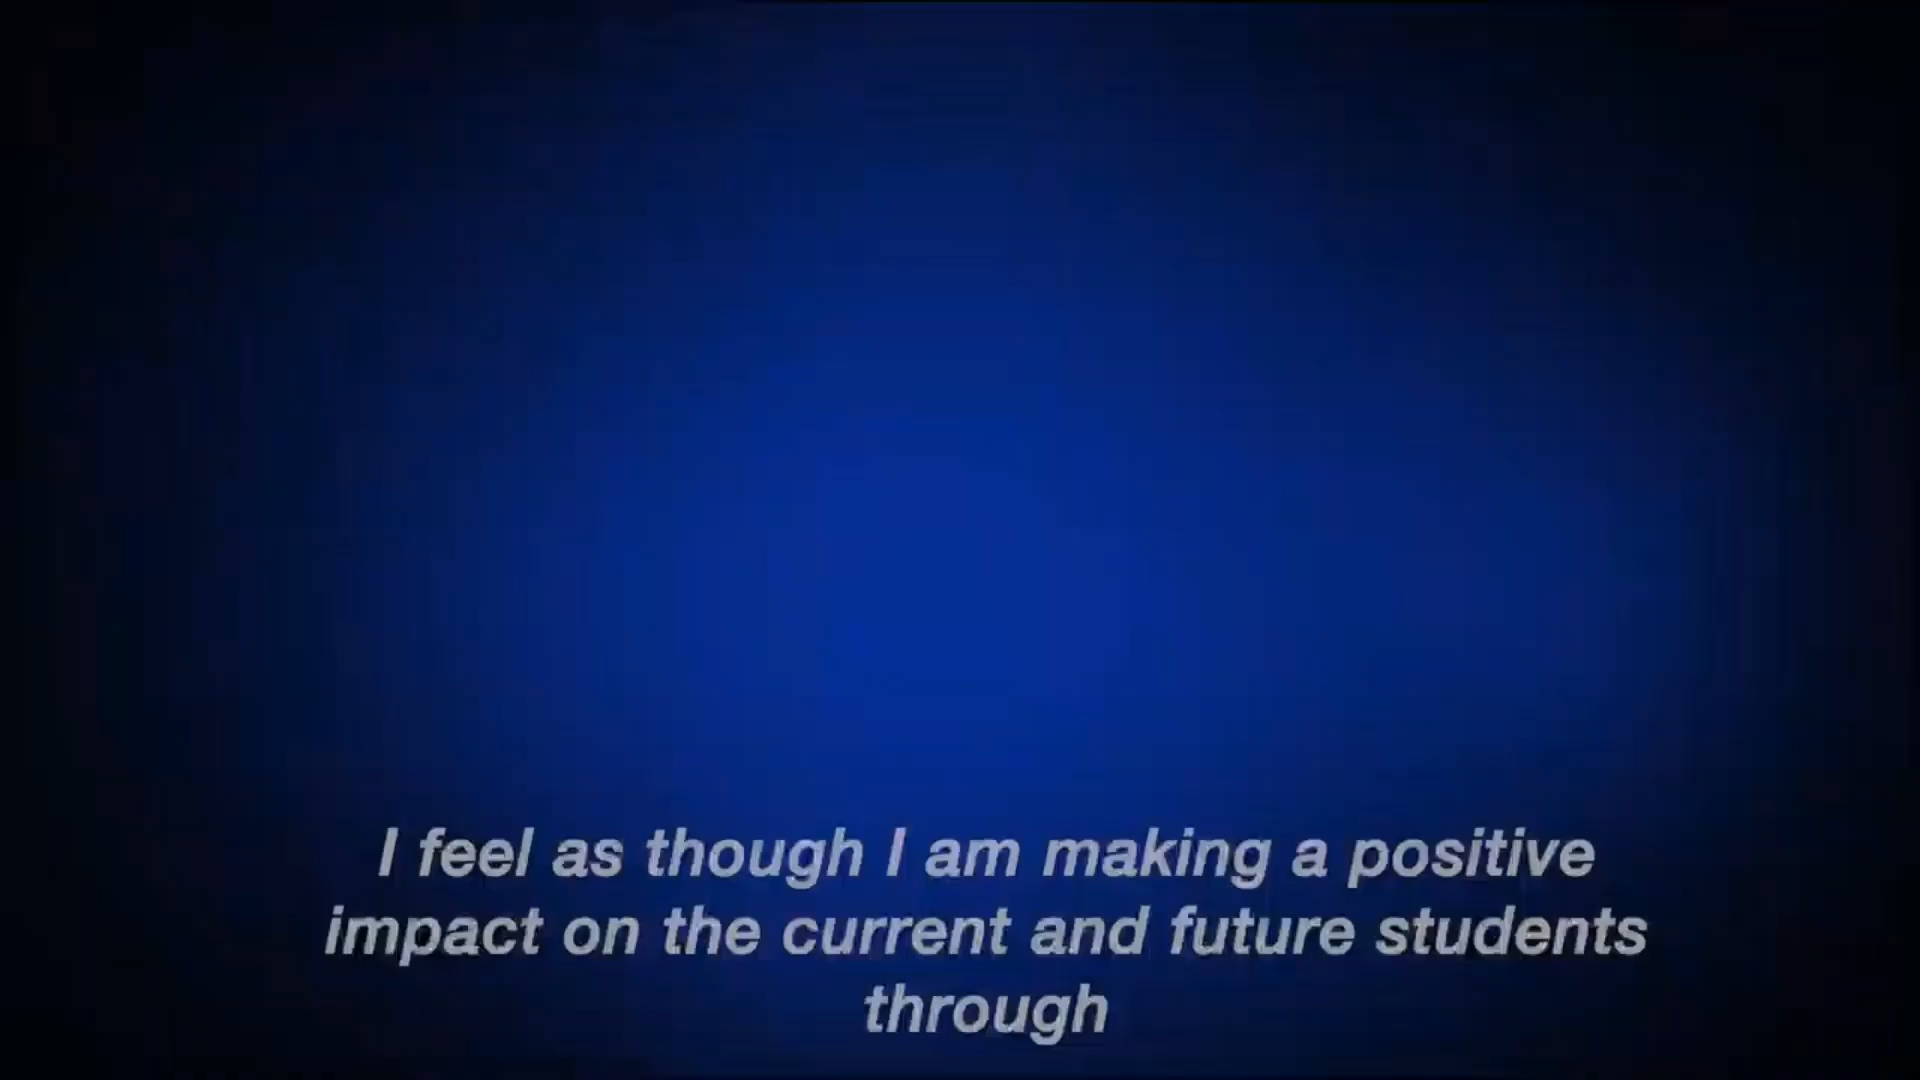 I feel as though I am making a positive
impact on the current and future students
through